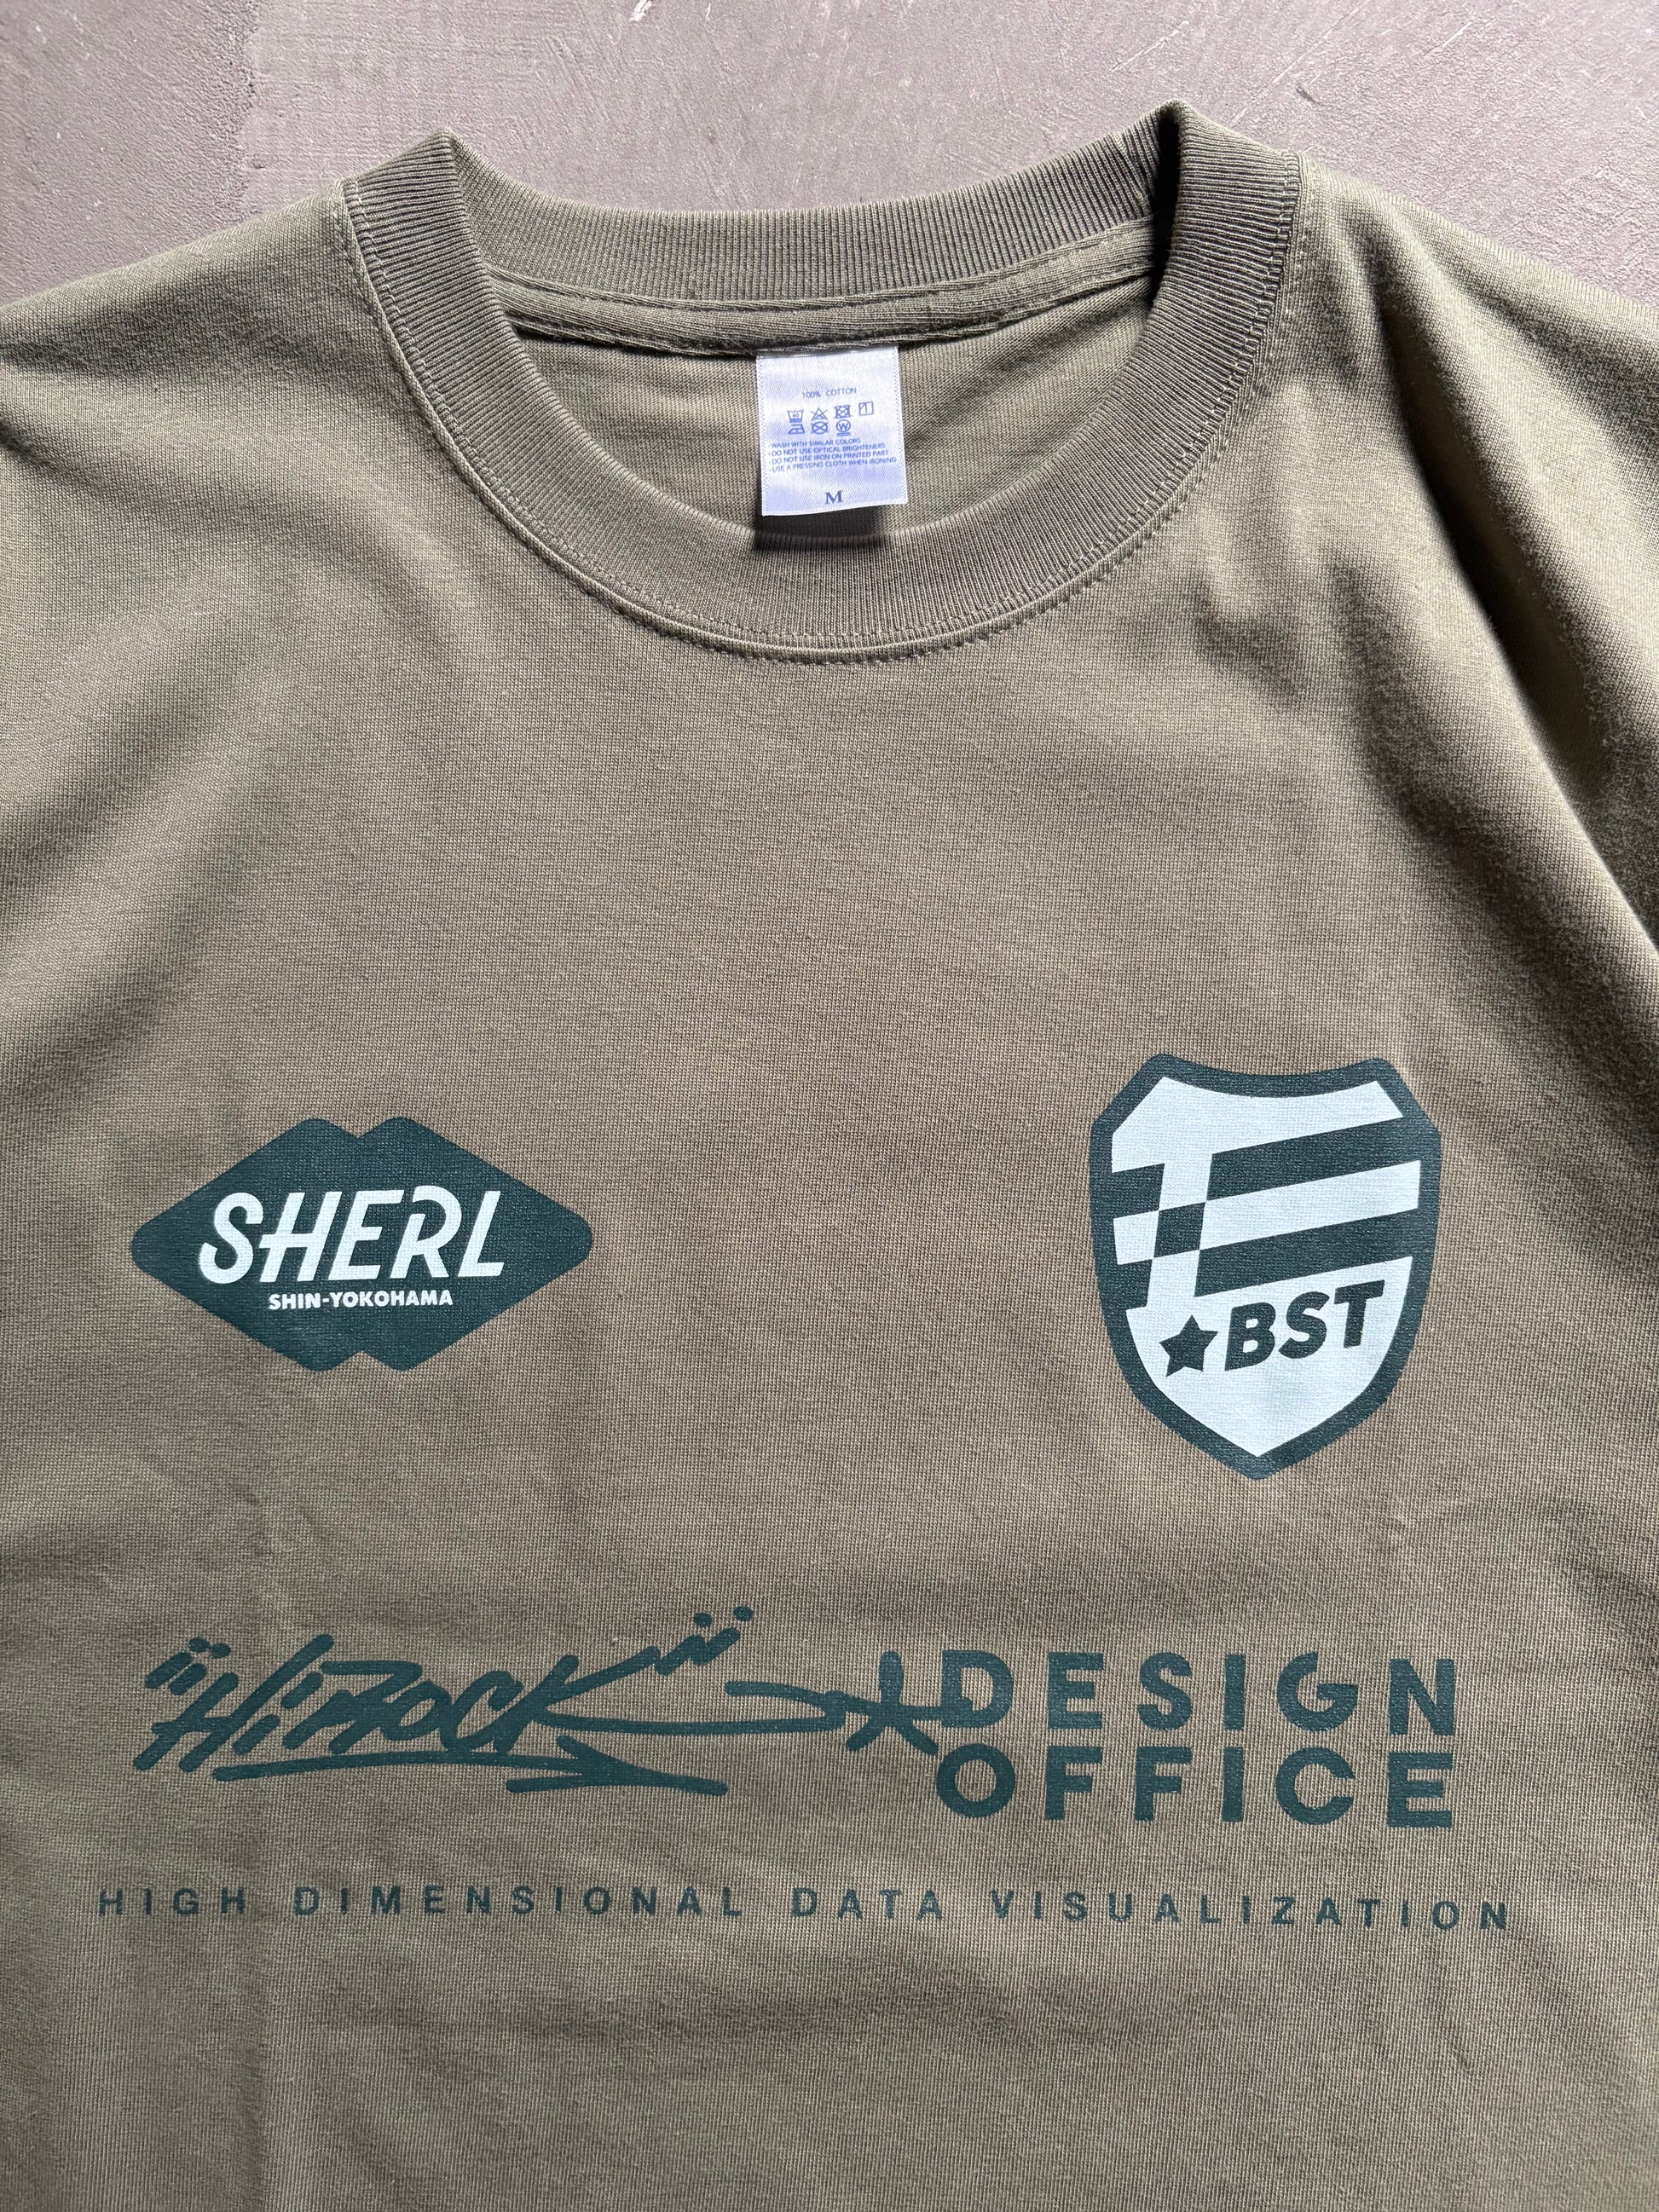 100% COTTON
·WASH WITH SIMILAR COLORS
·DO NOT USE OPTICAL BRIGHTENERS
·DO NOT USE IRON ON PRINTED PART
·USE A PRESSING CLOTH WHEN IRONING
M
SHERL
SHIN-YOKOHAMA
★BST
"HiROCK"
DESIGN
OFFICE
HIGH DIMENSIONAL DATA VISUALIZATION